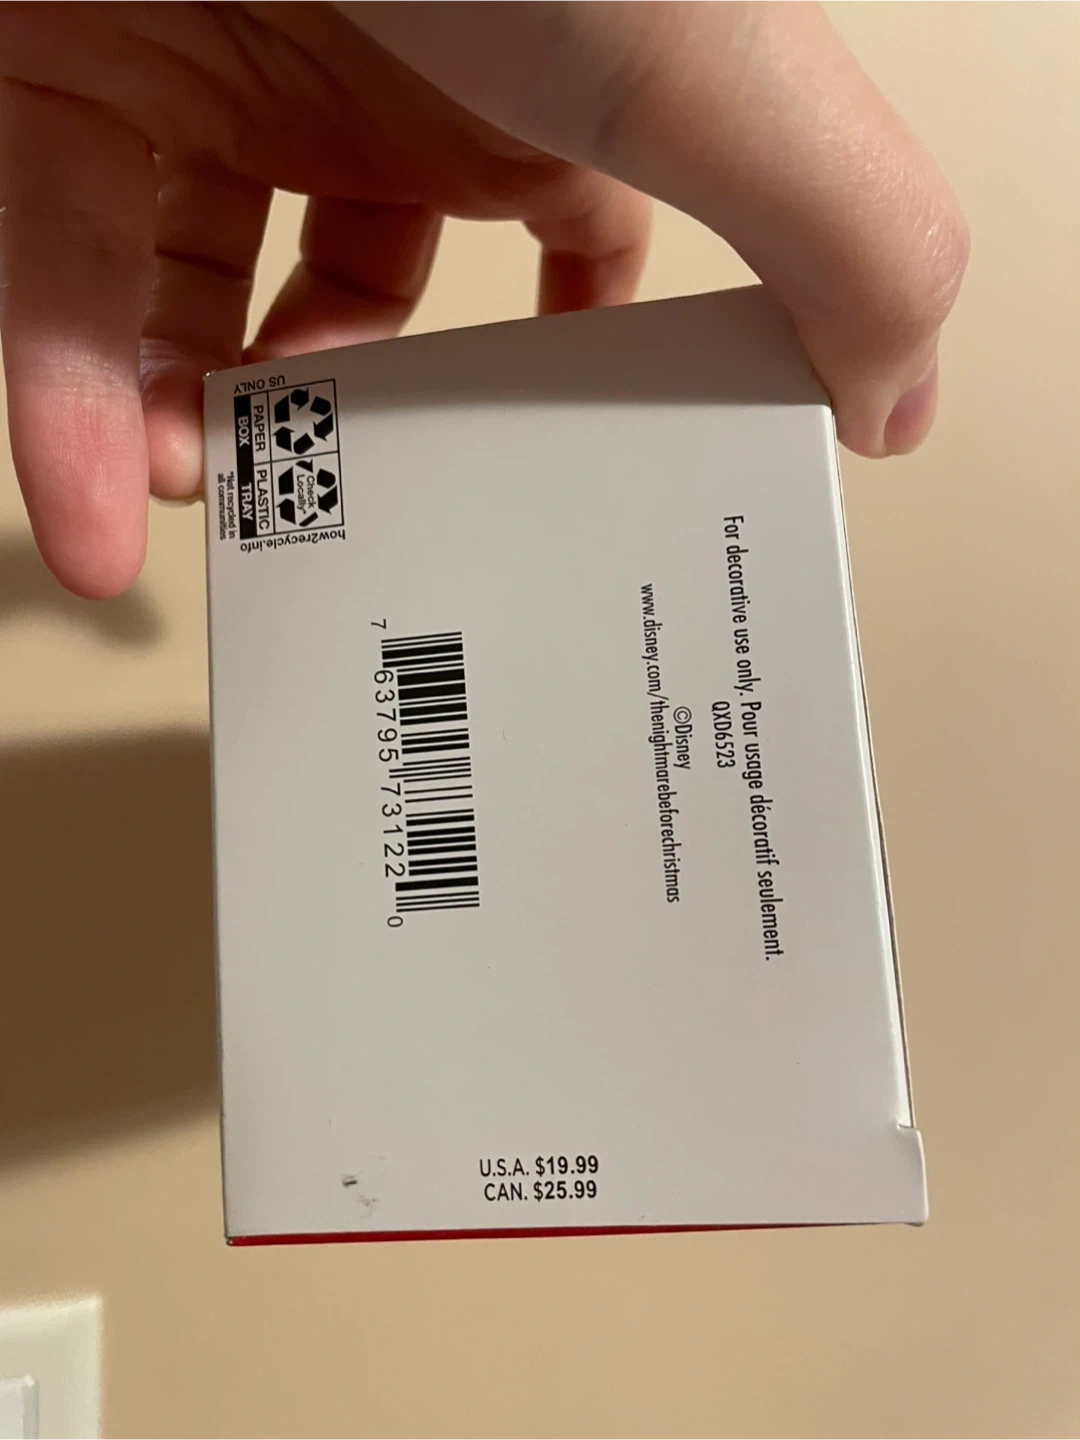 For decorative use only. Pour usage décoratif seulement.
QXD6523
©Disney
www.disney.com/thenightmarebeforechristmas
7 63795 73122 0
how2recycle.info
Check
Locally*
PAPER
PLASTIC
BOX
TRAY
US ONLY
*Not recycled in
all communities
U.S.A. $19.99
CAN. $25.99